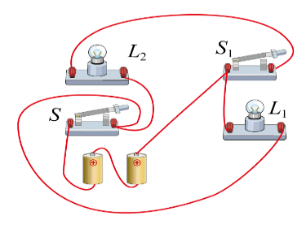 L₂
S₁
S
L₁
+
+